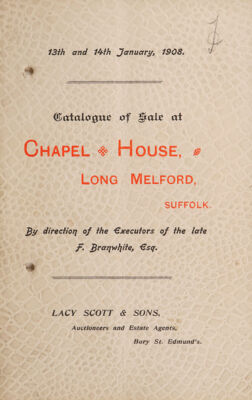 13th and 14th January, 1908.
Catalogue of Sale at
CHAPEL HOUSE,
LONG MELFORD,
SUFFOLK.
By direction of the Executors of the late
F. Branwhite, Esq.
LACY SCOTT & SONS,
Auctioneers and Estate Agents,
Bury St. Edmund's.